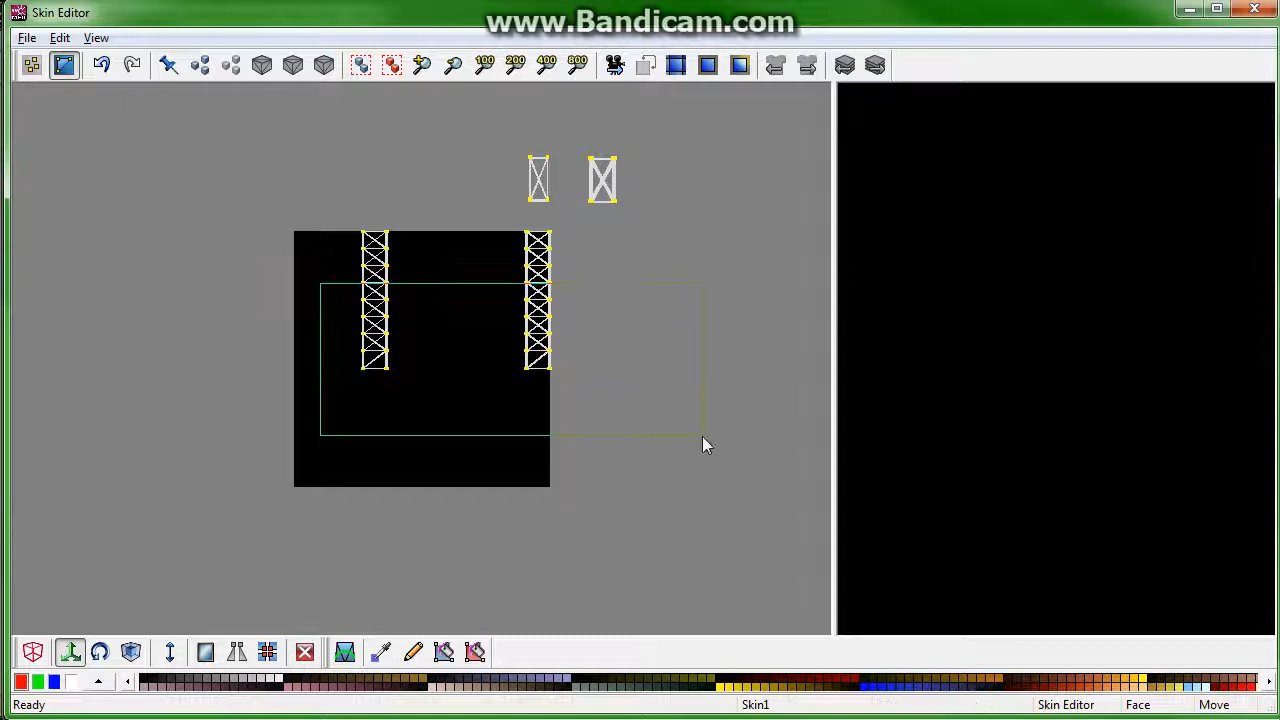 www.Bandicam.com
Skin Editor
File Edit View
100 200 400 800
Ready Skin1 Skin Editor Face Move